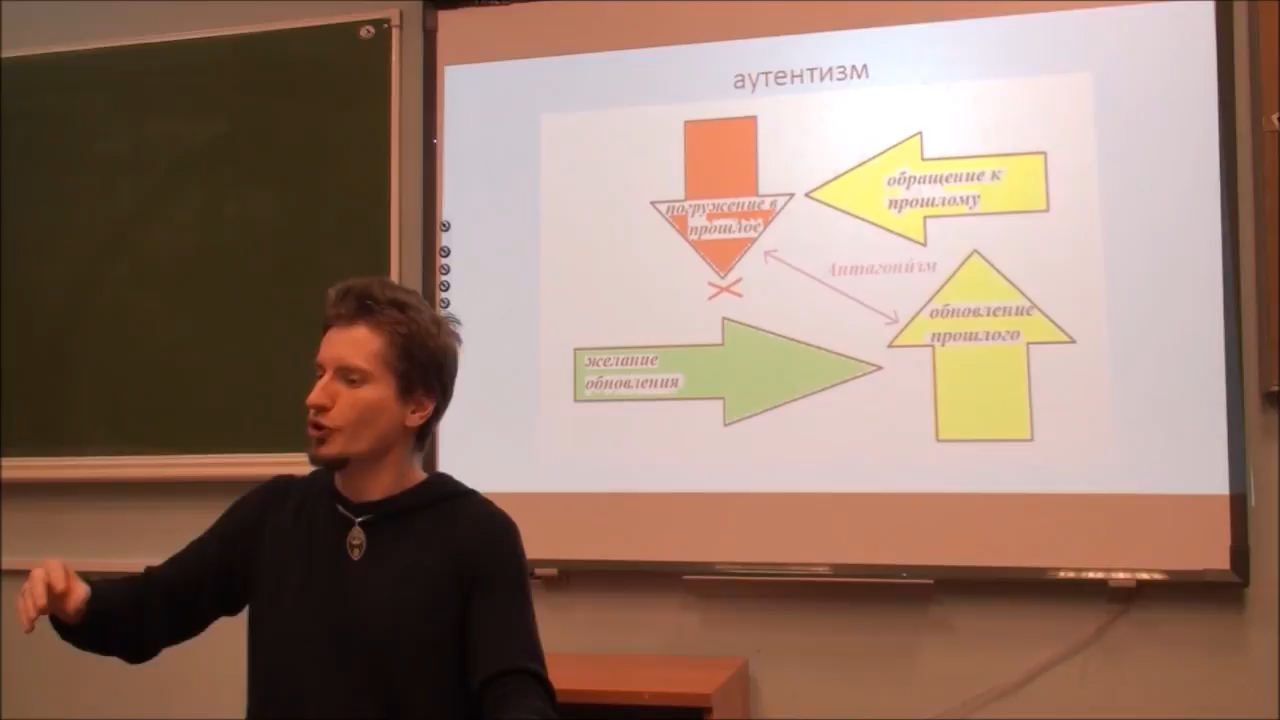 аутентизм
погружение в
прошлое
обращение к
прошлому
Антагонизм
обновление
прошлого
желание
обновления